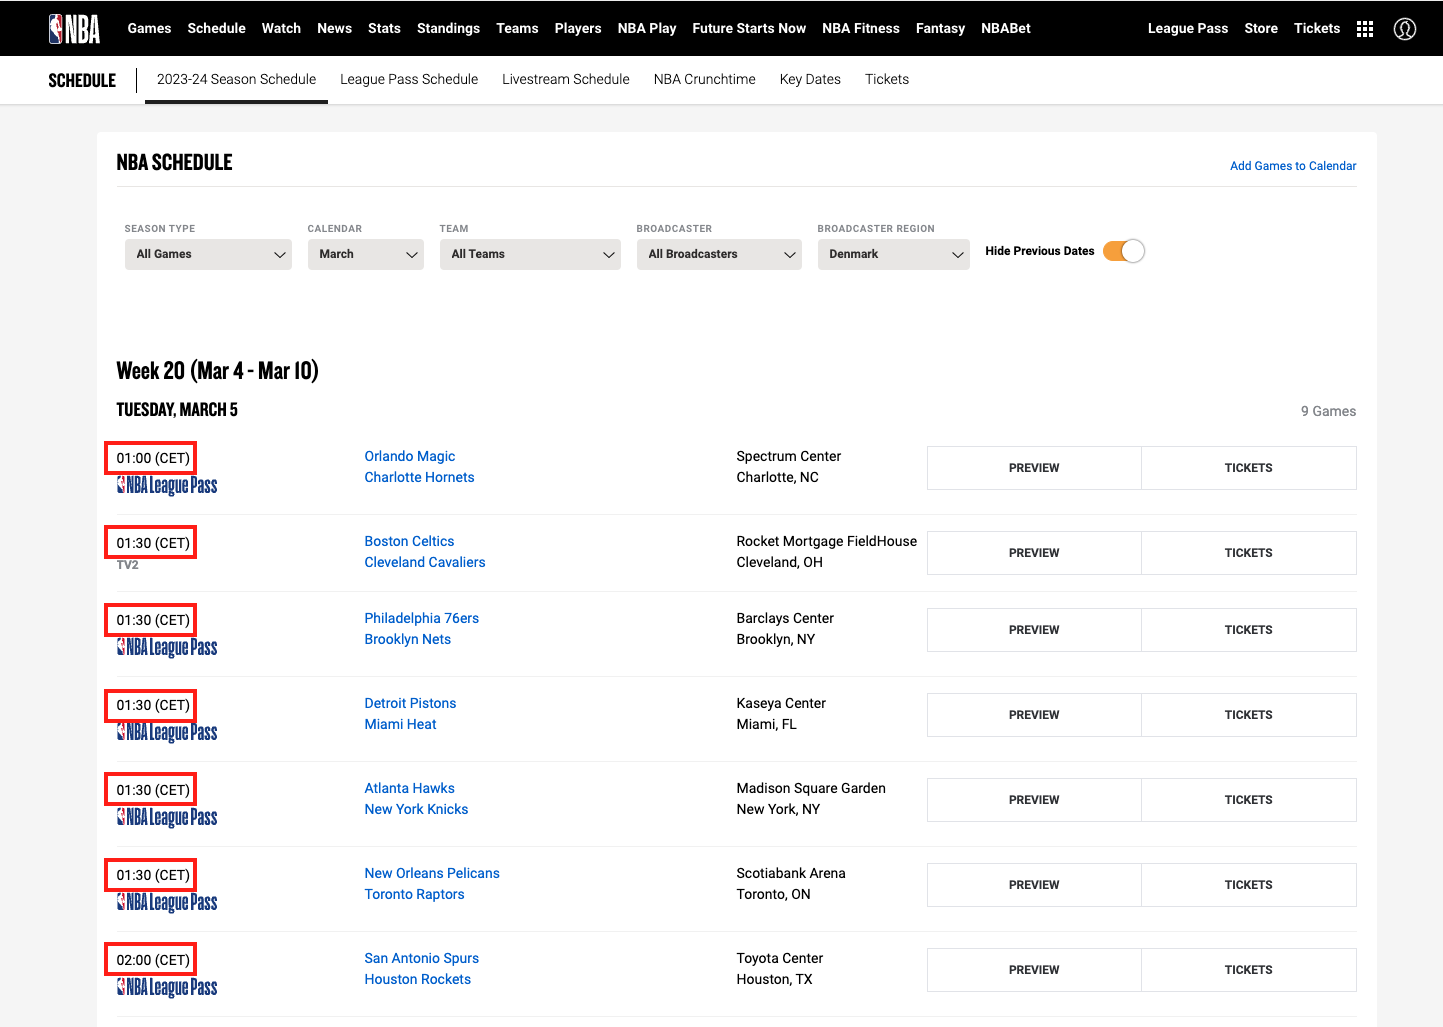 NBA Games Schedule Watch News Stats Standings Teams Players NBA Play Future Starts Now NBA Fitness Fantasy NBABet League Pass Store Tickets
SCHEDULE 2023-24 Season Schedule League Pass Schedule Livestream Schedule NBA Crunchtime Key Dates Tickets
NBA SCHEDULE Add Games to Calendar
SEASON TYPE CALENDAR TEAM BROADCASTER BROADCASTER REGION
All Games March All Teams All Broadcasters Denmark Hide Previous Dates
Week 20 (Mar 4 - Mar 10)
TUESDAY, MARCH 5 9 Games
01:00 (CET) Orlando Magic Spectrum Center PREVIEW TICKETS
NBA League Pass Charlotte Hornets Charlotte, NC
01:30 (CET) Boston Celtics Rocket Mortgage FieldHouse PREVIEW TICKETS
TV2 Cleveland Cavaliers Cleveland, OH
01:30 (CET) Philadelphia 76ers Barclays Center PREVIEW TICKETS
NBA League Pass Brooklyn Nets Brooklyn, NY
01:30 (CET) Detroit Pistons Kaseya Center PREVIEW TICKETS
NBA League Pass Miami Heat Miami, FL
01:30 (CET) Atlanta Hawks Madison Square Garden PREVIEW TICKETS
NBA League Pass New York Knicks New York, NY
01:30 (CET) New Orleans Pelicans Scotiabank Arena PREVIEW TICKETS
NBA League Pass Toronto Raptors Toronto, ON
02:00 (CET) San Antonio Spurs Toyota Center PREVIEW TICKETS
NBA League Pass Houston Rockets Houston, TX